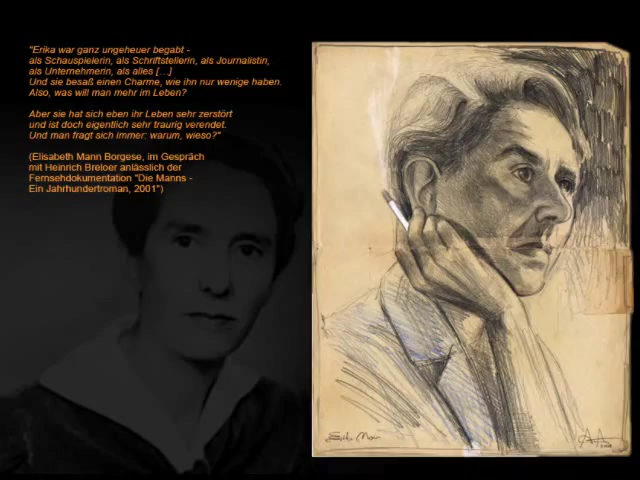 "Erika war ganz ungeheuer begabt -
als Schauspielerin, als Schriftstellerin, als Journalistin,
als Unternehmerin, als alles [...]
Und sie besaß einen Charme, wie ihn nur wenige haben.
Also, was will man mehr im Leben?
Aber sie hat sich eben ihr Leben sehr zerstört
und ist doch eigentlich sehr traurig verendet.
Und man fragt sich immer: warum, wieso?"
(Elisabeth Mann Borgese, im Gespräch
mit Heinrich Breloer anlässlich der
Fernsehdokumentation "Die Manns -
Ein Jahrhundertroman, 2001")
Erika Mann